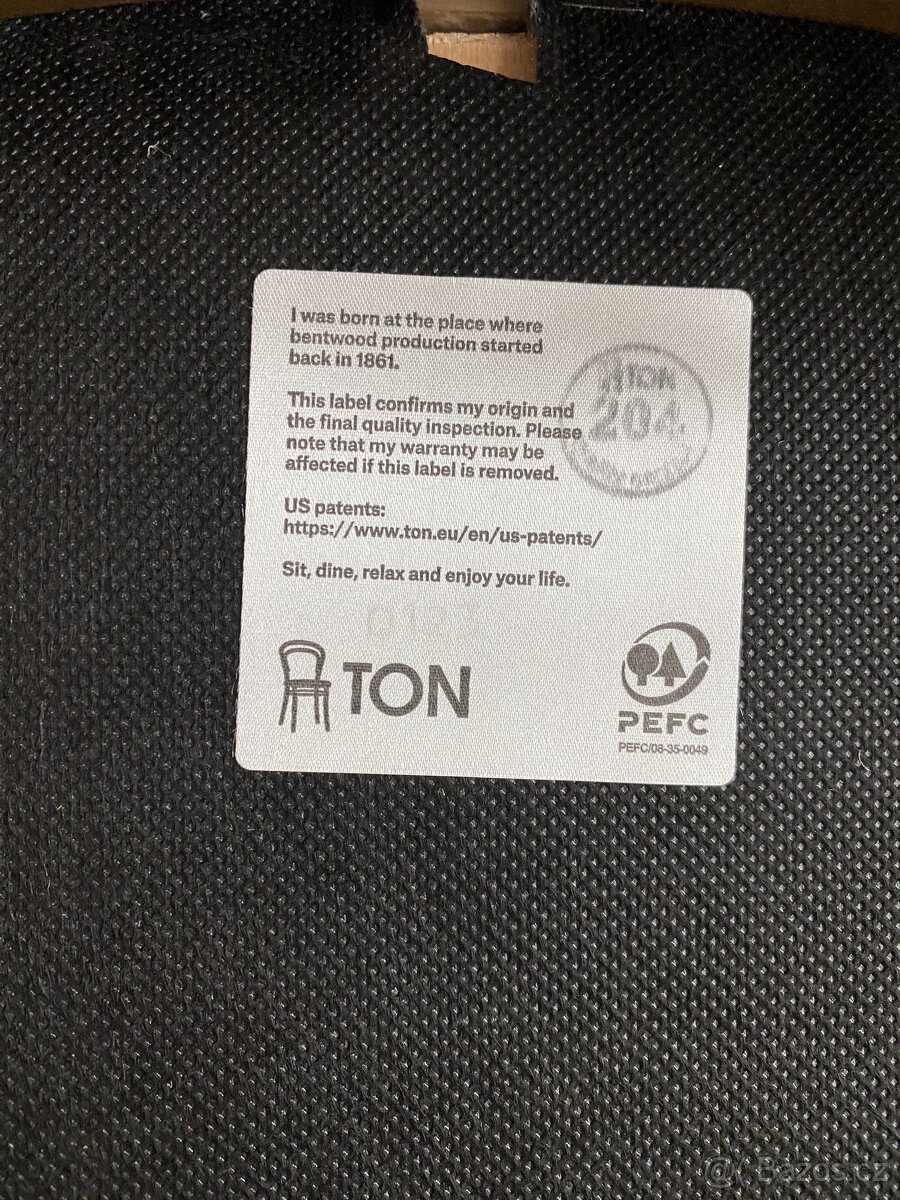 I was born at the place where
bentwood production started
back in 1861.
This label confirms my origin and
the final quality inspection. Please
note that my warranty may be
affected if this label is removed.
US patents:
https://www.ton.eu/en/us-patents/
Sit, dine, relax and enjoy your life.
TON
204
TON
PEFC
PEFC/08-35-0049
@ Bazos.cz